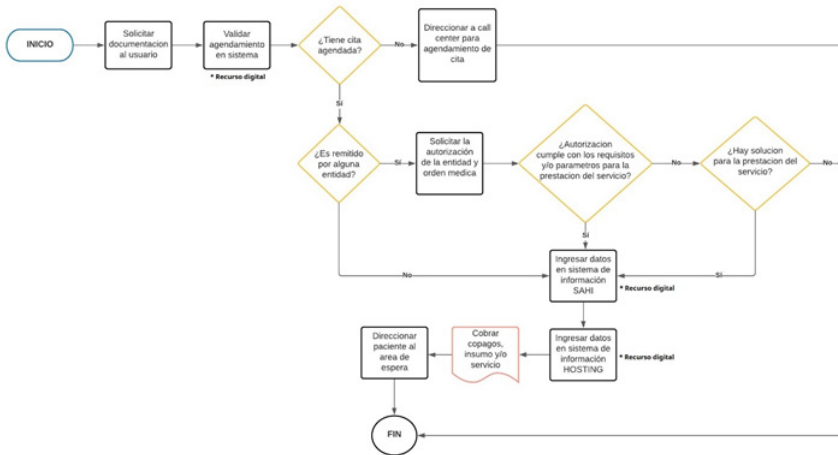 INICIO
Solicitar
documentacion
al usuario
Validar
agendamiento
en sistema
* Recurso digital
¿Tiene cita
agendada?
No
Direccionar a call
center para
agendamiento de
cita
Sí
¿Es remitido
por alguna
entidad?
Sí
Solicitar la
autorización
de la entidad y
orden medica
¿Autorizacion
cumple con los requisitos
y/o parametros para la
prestacion del servicio?
No
¿Hay solucion
para la prestacion del
servicio?
No
Sí
No
Ingresar datos
en sistema de
información
SAHI
* Recurso digital
Sí
Direccionar
paciente al
area de
espera
Cobrar
copagos,
insumo y/o
servicio
Ingresar datos
en sistema de
información
HOSTING
* Recurso digital
FIN